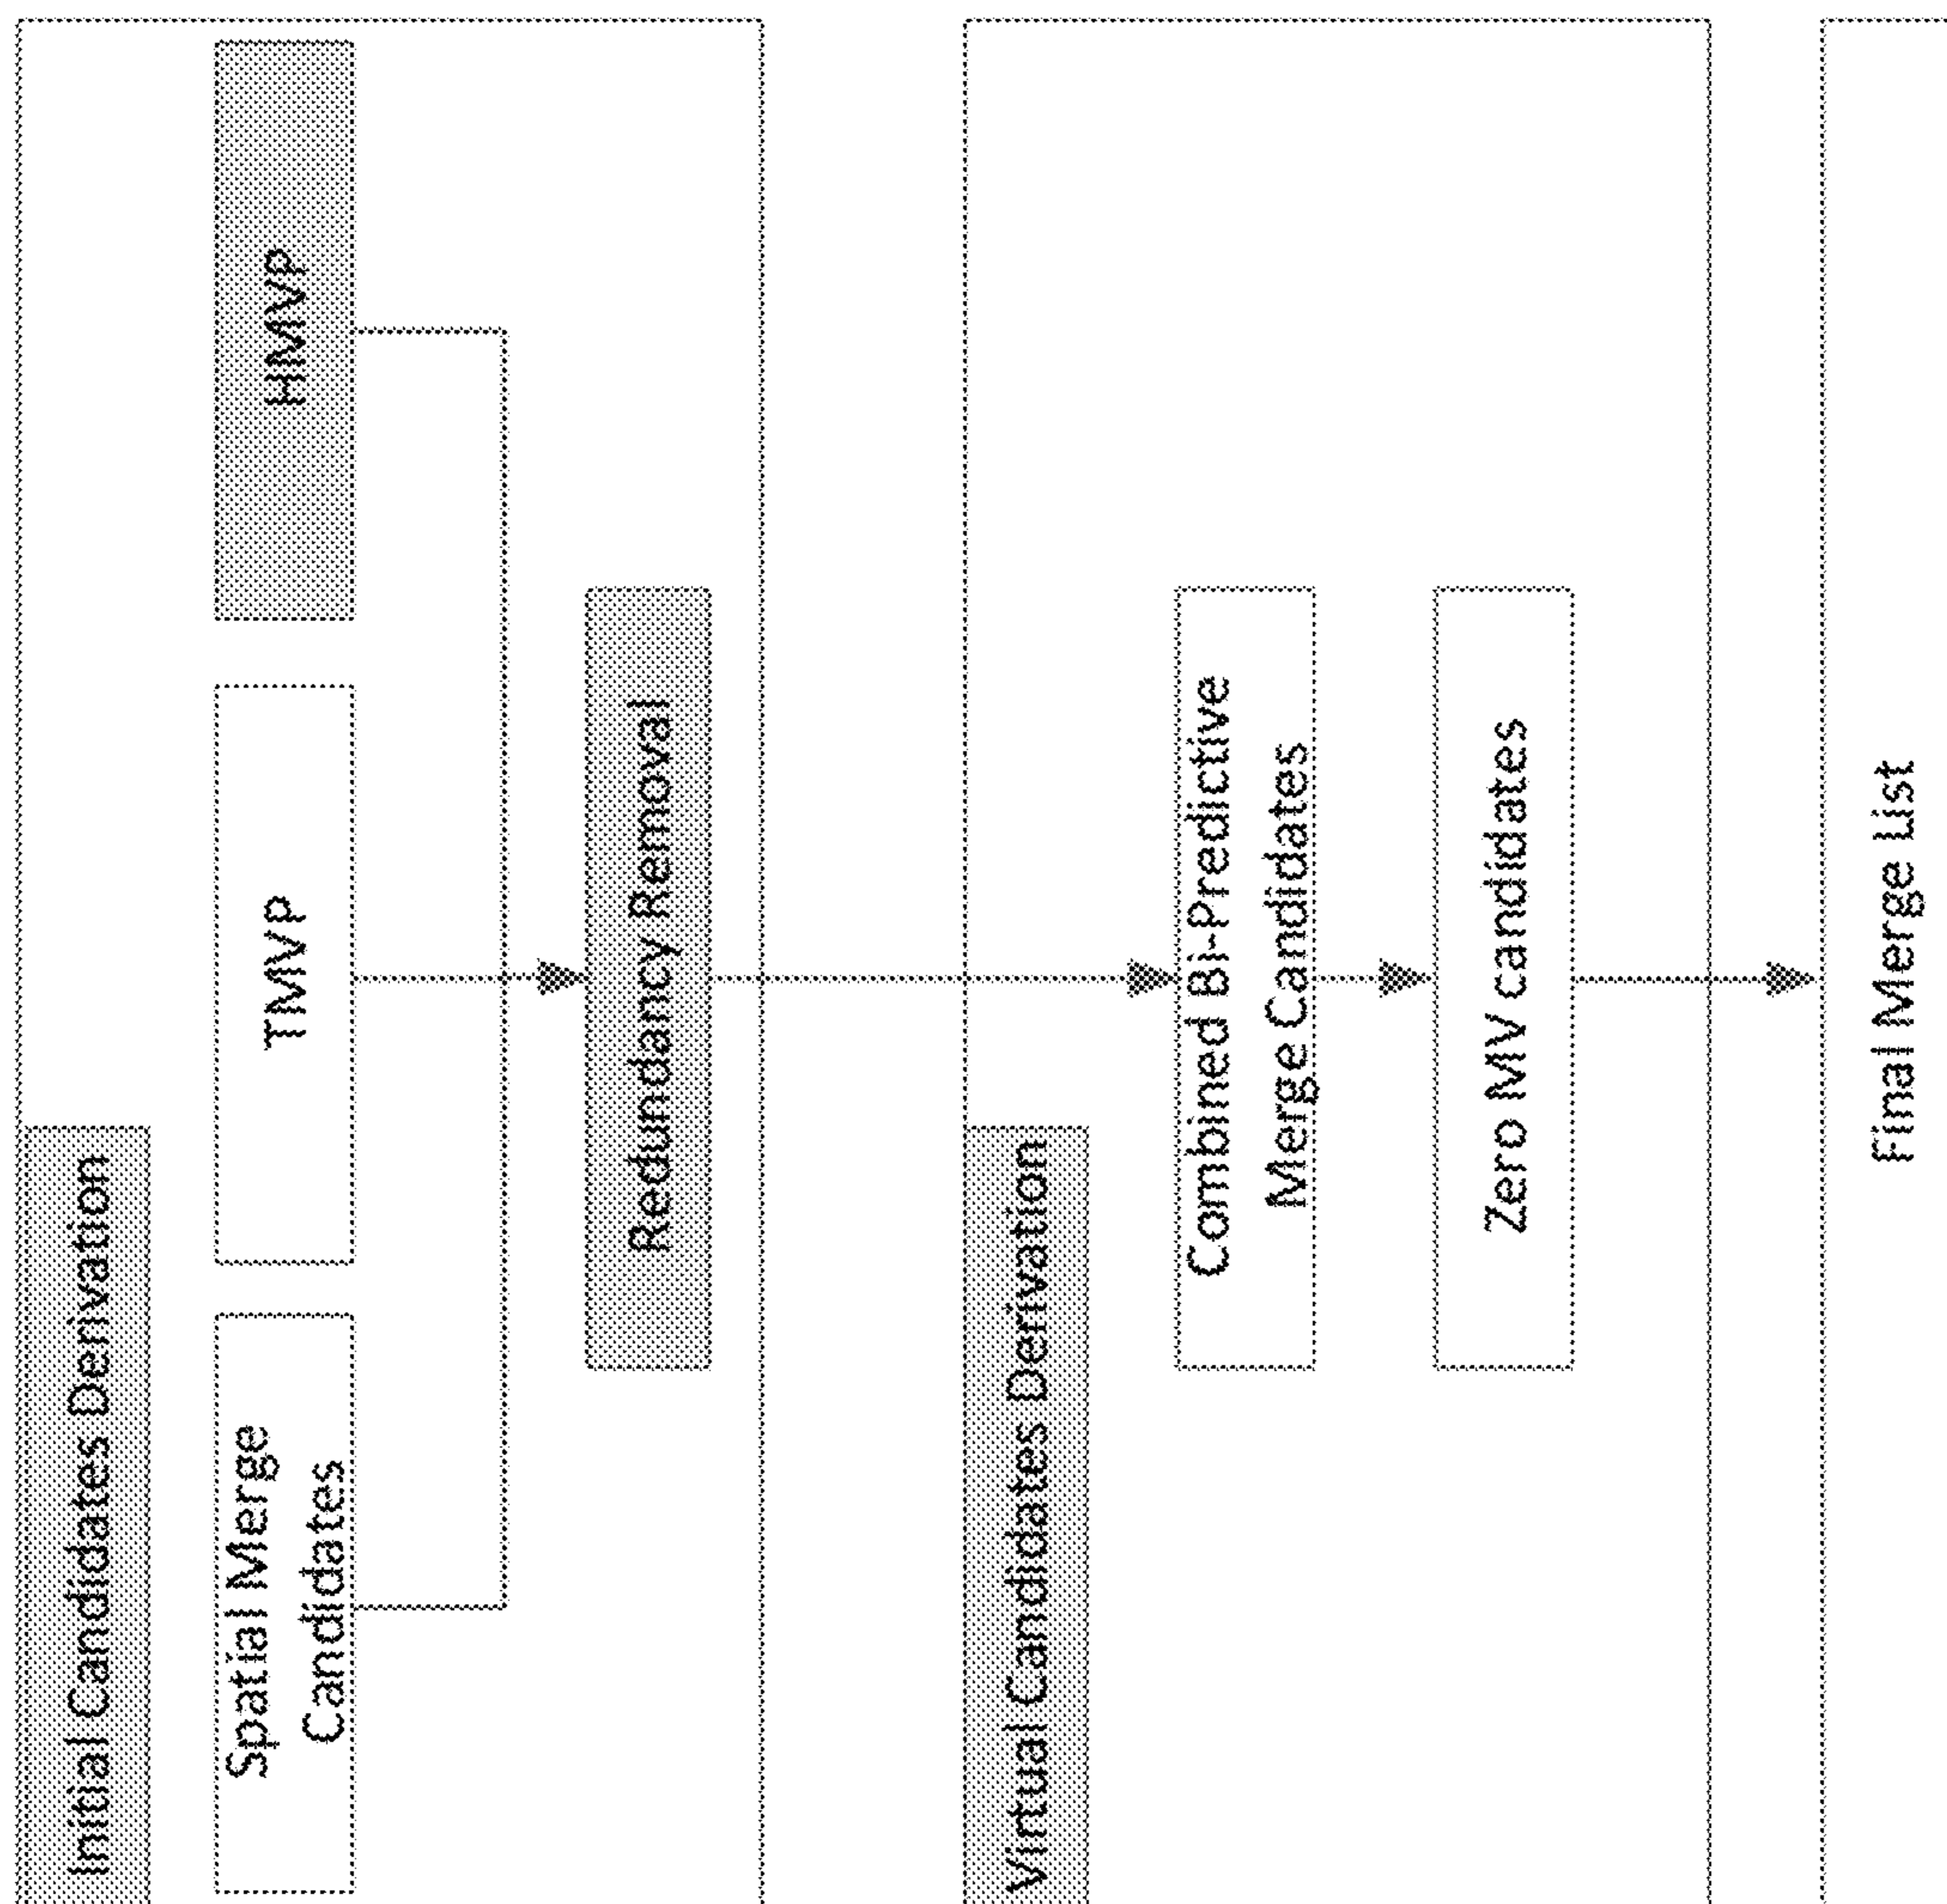 Initial Candidates Derivation
Spatial Merge
Candidates
TMVP
HMVP
Redundancy Removal
Virtual Candidates Derivation
Combined Bi-Predictive
Merge Candidates
Zero MV candidates
Final Merge List